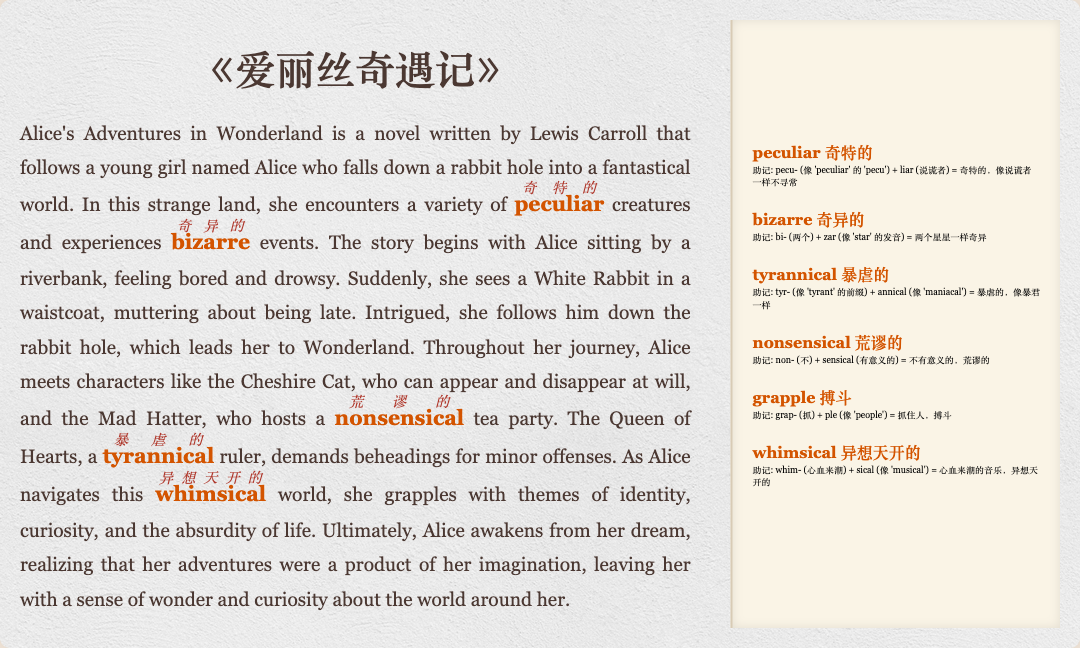 《爱丽丝奇遇记》
Alice's Adventures in Wonderland is a novel written by Lewis Carroll that
follows a young girl named Alice who falls down a rabbit hole into a fantastical
奇特的
world. In this strange land, she encounters a variety of peculiar creatures
奇异的
and experiences bizarre events. The story begins with Alice sitting by a
riverbank, feeling bored and drowsy. Suddenly, she sees a White Rabbit in a
waistcoat, muttering about being late. Intrigued, she follows him down the
rabbit hole, which leads her to Wonderland. Throughout her journey, Alice
meets characters like the Cheshire Cat, who can appear and disappear at will,
荒谬的
and the Mad Hatter, who hosts a nonsensical tea party. The Queen of
暴虐的
Hearts, a tyrannical ruler, demands beheadings for minor offenses. As Alice
异想天开的
navigates this whimsical world, she grapples with themes of identity,
curiosity, and the absurdity of life. Ultimately, Alice awakens from her dream,
realizing that her adventures were a product of her imagination, leaving her
with a sense of wonder and curiosity about the world around her.
peculiar 奇特的
助记: pecu- (像 'peculiar' 的 'pecu') + liar (说谎者) = 奇特的，像说谎者
一样不寻常
bizarre 奇异的
助记: bi- (两个) + zar (像 'star' 的发音) = 两个星星一样奇异
tyrannical 暴虐的
助记: tyr- (像 'tyrant' 的前缀) + annical (像 'maniacal') = 暴虐的，像暴君
一样
nonsensical 荒谬的
助记: non- (不) + sensical (有意义的) = 不有意义的，荒谬的
grapple 搏斗
助记: grap- (抓) + ple (像 'people') = 抓住人，搏斗
whimsical 异想天开的
助记: whim- (心血来潮) + sical (像 'musical') = 心血来潮的音乐，异想天
开的